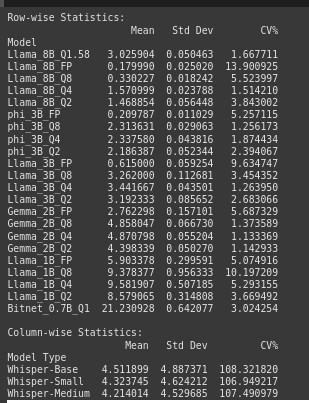 Row-wise Statistics:
Mean Std Dev CV%
Model
Llama_8B_Q1.58 3.025904 0.050463 1.667711
Llama_8B_FP 0.179990 0.025020 13.900925
Llama_8B_Q8 0.330227 0.018242 5.523997
Llama_8B_Q4 1.570999 0.023788 1.514210
Llama_8B_Q2 1.468854 0.056448 3.843002
phi_3B_FP 0.209787 0.011029 5.257115
phi_3B_Q8 2.313631 0.029063 1.256173
phi_3B_Q4 2.337580 0.043816 1.874434
phi_3B_Q2 2.186387 0.052344 2.394067
Llama_3B_FP 0.615000 0.059254 9.634747
Llama_3B_Q8 3.262000 0.112681 3.454352
Llama_3B_Q4 3.441667 0.043501 1.263950
Llama_3B_Q2 3.192333 0.085652 2.683066
Gemma_2B_FP 2.762298 0.157101 5.687329
Gemma_2B_Q8 4.858047 0.066730 1.373589
Gemma_2B_Q4 4.870798 0.055204 1.133369
Gemma_2B_Q2 4.398339 0.050270 1.142933
Llama_1B_FP 5.903378 0.299591 5.074916
Llama_1B_Q8 9.378377 0.956333 10.197209
Llama_1B_Q4 9.581907 0.507185 5.293155
Llama_1B_Q2 8.579065 0.314808 3.669492
Bitnet_0.7B_Q1 21.230928 0.642077 3.024254
Column-wise Statistics:
Mean Std Dev CV%
Model Type
Whisper-Base 4.511899 4.887371 108.321820
Whisper-Small 4.323745 4.624212 106.949217
Whisper-Medium 4.214014 4.529685 107.490979